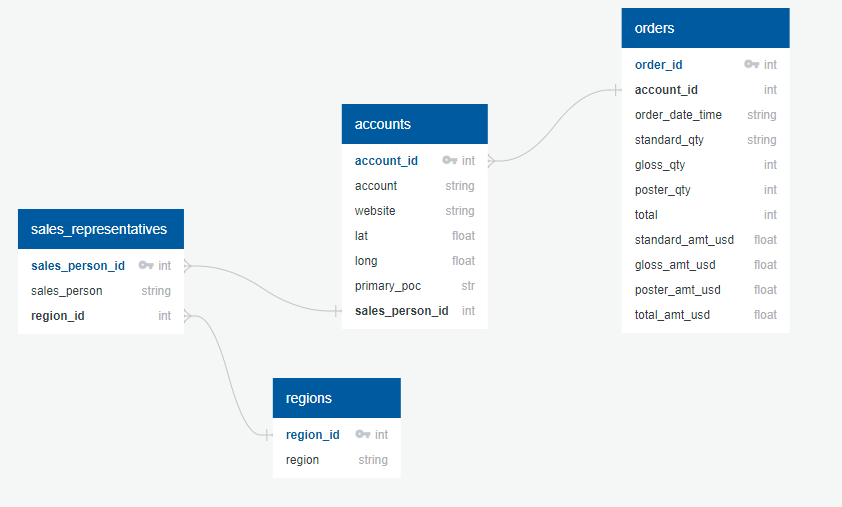 orders
order_id int
account_id int
order_date_time string
standard_qty string
gloss_qty int
poster_qty int
total int
standard_amt_usd float
gloss_amt_usd float
poster_amt_usd float
total_amt_usd float
accounts
account_id int
account string
website string
lat float
long float
primary_poc str
sales_person_id int
sales_representatives
sales_person_id int
sales_person string
region_id int
regions
region_id int
region string